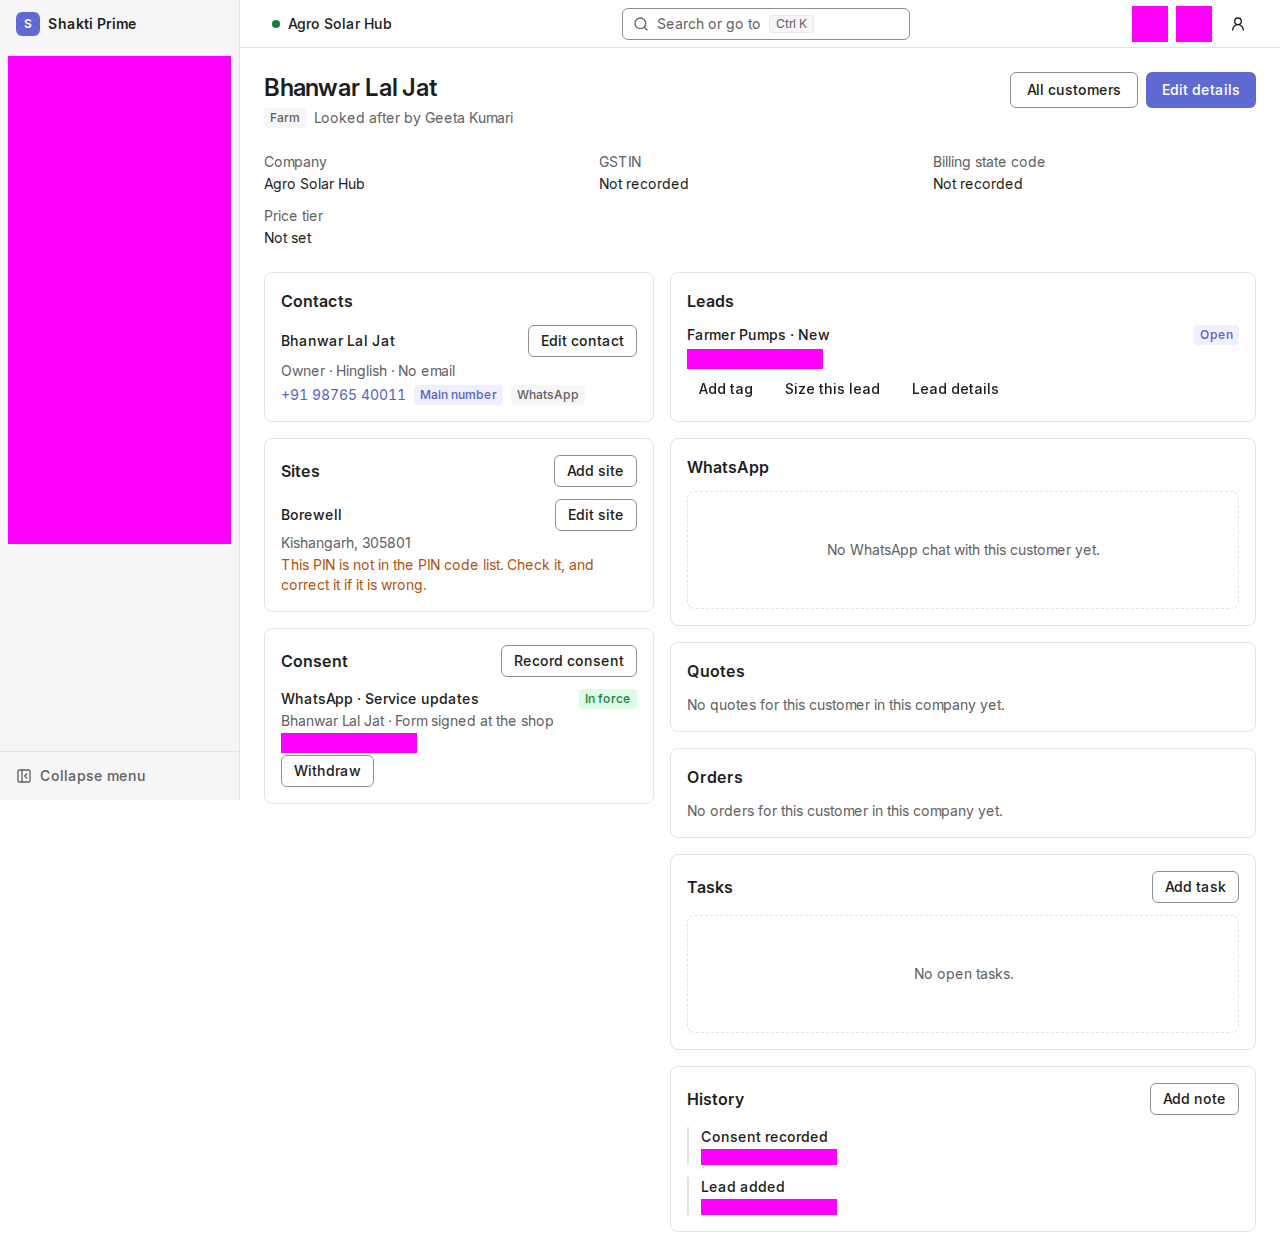 Shakti Prime
S
Agro Solar Hub
Search or go to
Ctrl K
Bhanwar Lal Jat
All customers
Edit details
Farm
Looked after by Geeta Kumari
Company
Agro Solar Hub
GSTIN
Not recorded
Billing state code
Not recorded
Price tier
Not set
Contacts
Bhanwar Lal Jat
Edit contact
Owner · Hinglish · No email
+91 98765 40011
Main number
WhatsApp
Sites
Add site
Borewell
Edit site
Kishangarh, 305801
This PIN is not in the PIN code list. Check it, and
correct it if it is wrong.
Consent
Record consent
WhatsApp · Service updates
In force
Bhanwar Lal Jat · Form signed at the shop
Withdraw
Leads
Farmer Pumps · New
Open
Add tag
Size this lead
Lead details
WhatsApp
No WhatsApp chat with this customer yet.
Quotes
No quotes for this customer in this company yet.
Orders
No orders for this customer in this company yet.
Tasks
Add task
No open tasks.
History
Add note
Consent recorded
Lead added
Collapse menu